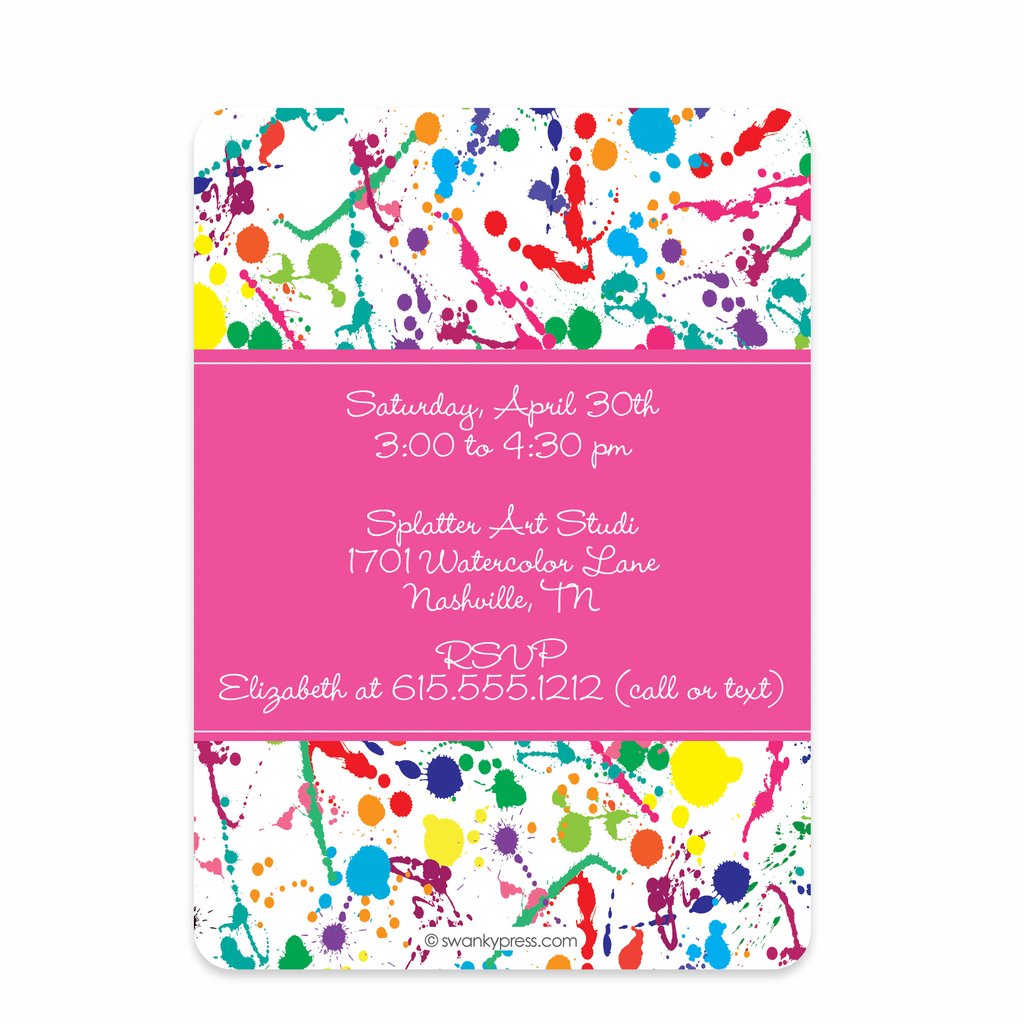 Saturday, April 30th
3:00 to 4:30 pm
Splatter Art Studi
1701 Watercolor Lane
Nashville, TN
RSVP
Elizabeth at 615.555.1212 (call or text)
© swankypress.com